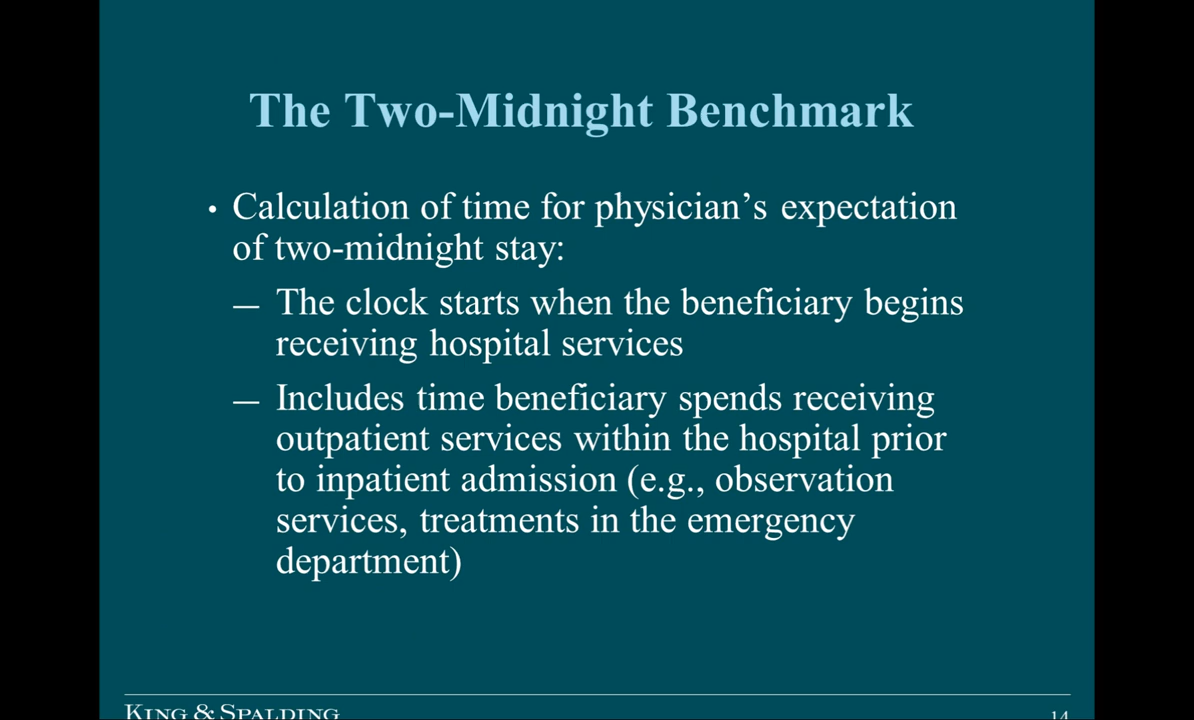 The Two-Midnight Benchmark
• Calculation of time for physician’s expectation
of two-midnight stay:
— The clock starts when the beneficiary begins
receiving hospital services
— Includes time beneficiary spends receiving
outpatient services within the hospital prior
to inpatient admission (e.g., observation
services, treatments in the emergency
department)
KING & SPALDING
14